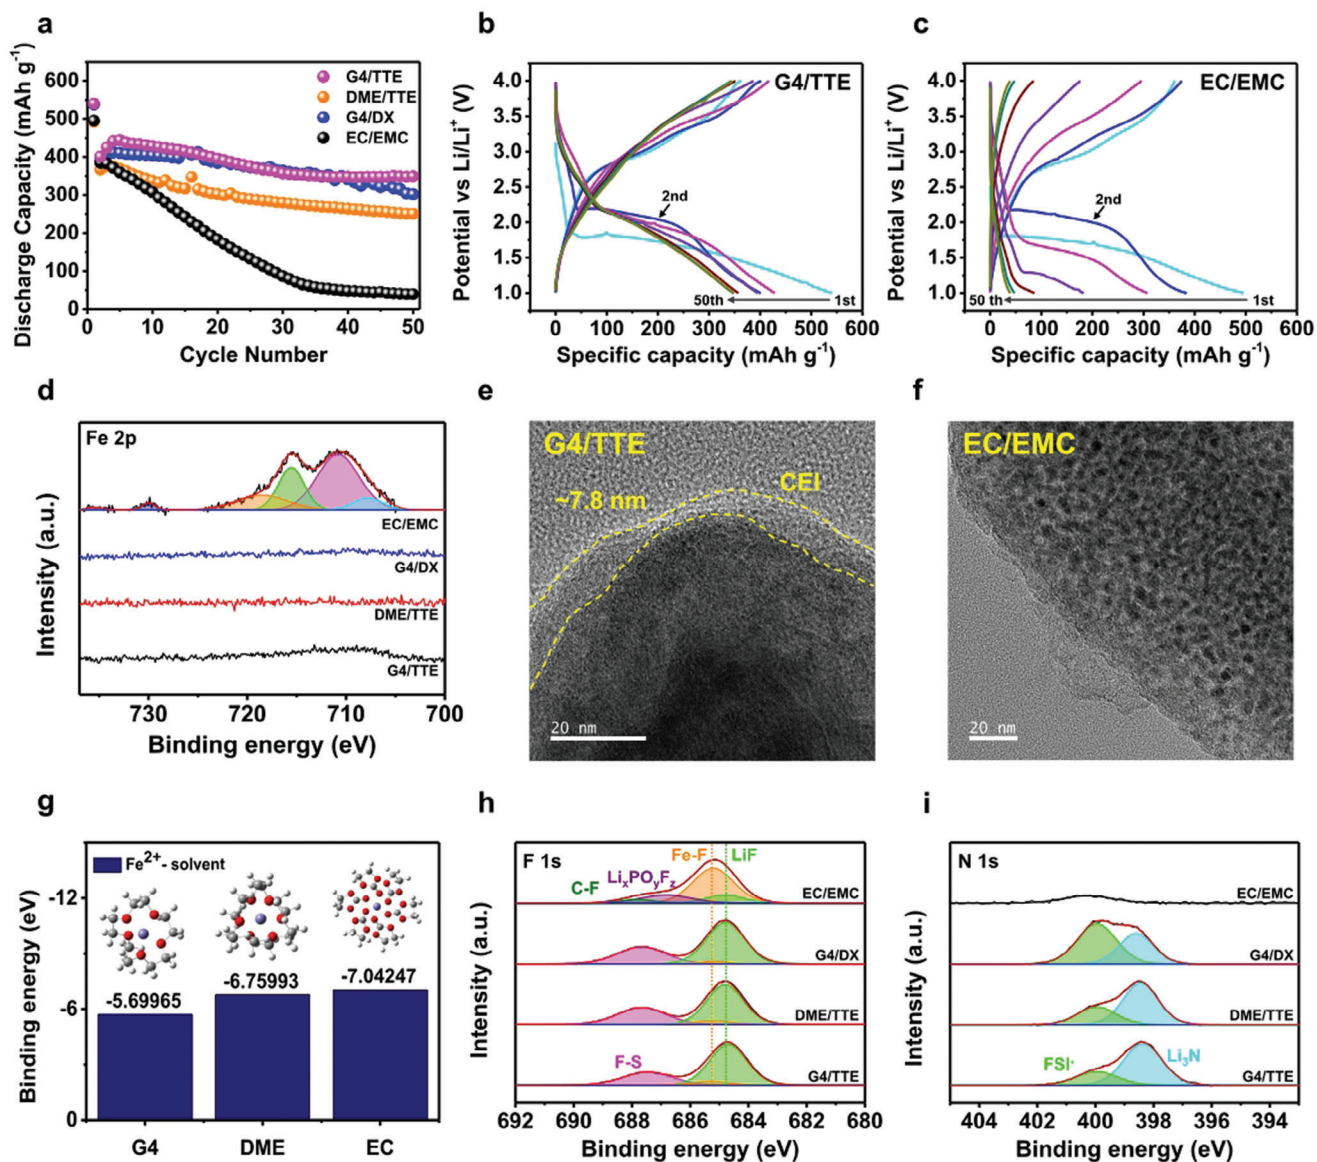 a
Discharge Capacity (mAh g⁻¹)
600
500
400
300
200
100
0
G4/TTE
DME/TTE
G4/DX
EC/EMC
0 10 20 30 40 50
Cycle Number
b
Potential vs Li/Li⁺ (V)
4.0
3.5
3.0
2.5
2.0
1.5
1.0
G4/TTE
2nd
50th
1st
0 100 200 300 400 500 600
Specific capacity (mAh g⁻¹)
c
Potential vs Li/Li⁺ (V)
4.0
3.5
3.0
2.5
2.0
1.5
1.0
EC/EMC
2nd
50 th
1st
0 100 200 300 400 500 600
Specific capacity (mAh g⁻¹)
d
Intensity (a.u.)
Fe 2p
EC/EMC
G4/DX
DME/TTE
G4/TTE
730 720 710 700
Binding energy (eV)
e
G4/TTE
~7.8 nm
CEI
20 nm
f
EC/EMC
20 nm
g
Binding energy (eV)
-12
-6
0
Fe²⁺- solvent
-5.69965
-6.75993
-7.04247
G4 DME EC
h
Intensity (a.u.)
F 1s
Fe-F
LiF
C-F
LiₓPOᵧF𝓏
EC/EMC
G4/DX
DME/TTE
F-S
G4/TTE
692 690 688 686 684 682 680
Binding energy (eV)
i
Intensity (a.u.)
N 1s
EC/EMC
G4/DX
DME/TTE
FSI⁻
Li₃N
G4/TTE
404 402 400 398 396 394
Binding energy (eV)